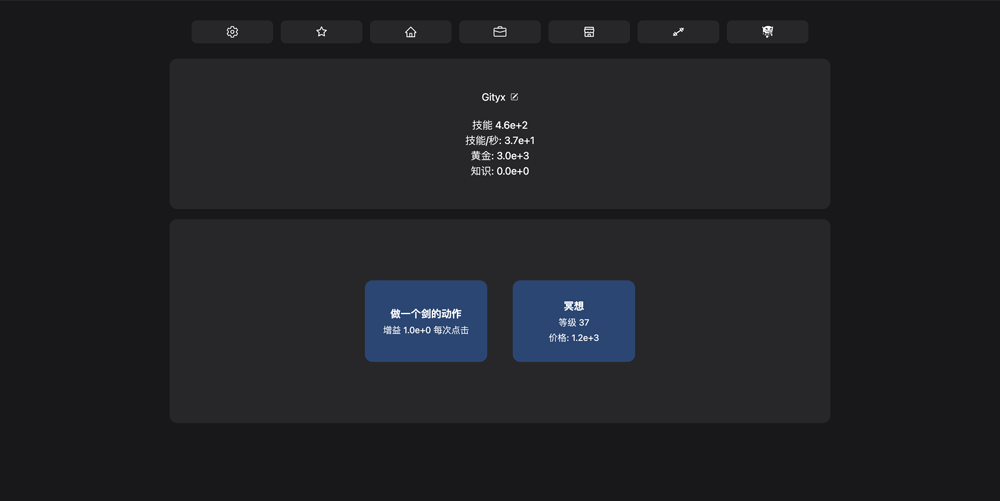 Gityx
技能 4.6e+2
技能/秒: 3.7e+1
黄金: 3.0e+3
知识: 0.0e+0
做一个剑的动作
增益 1.0e+0 每次点击
冥想
等级 37
价格: 1.2e+3